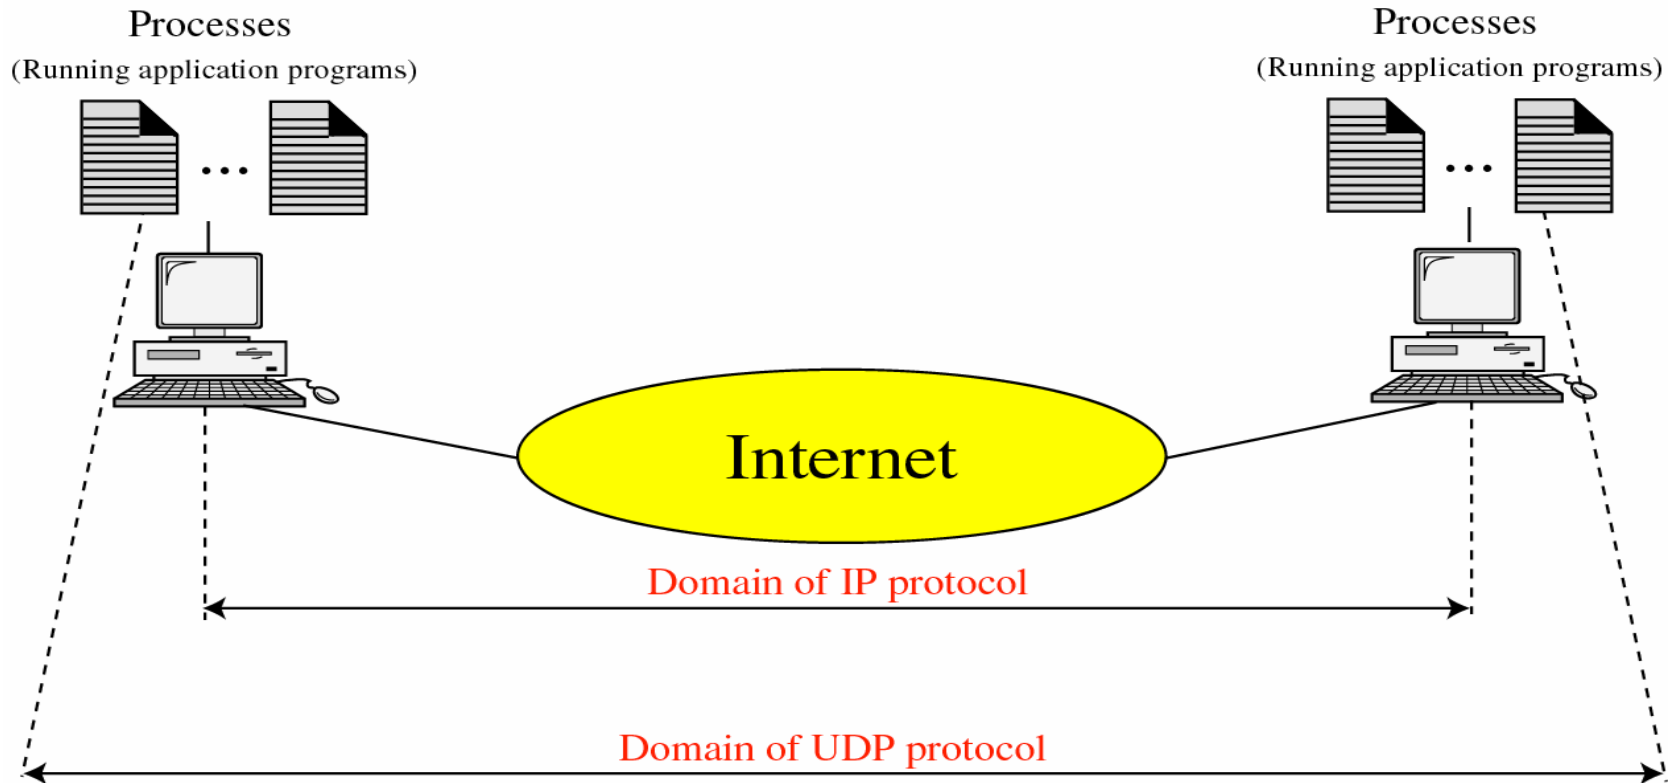 Processes
(Running application programs)
Processes
(Running application programs)
Internet
Domain of IP protocol
Domain of UDP protocol